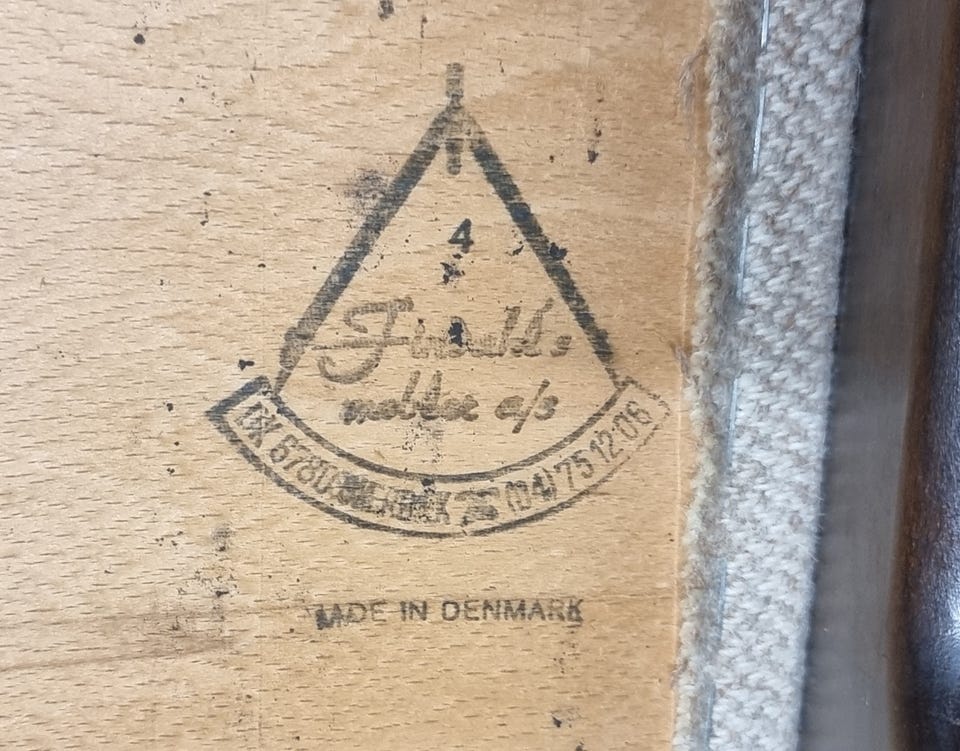 4
møbler a/s
DK 6780 (04) 75 12 06
MADE IN DENMARK